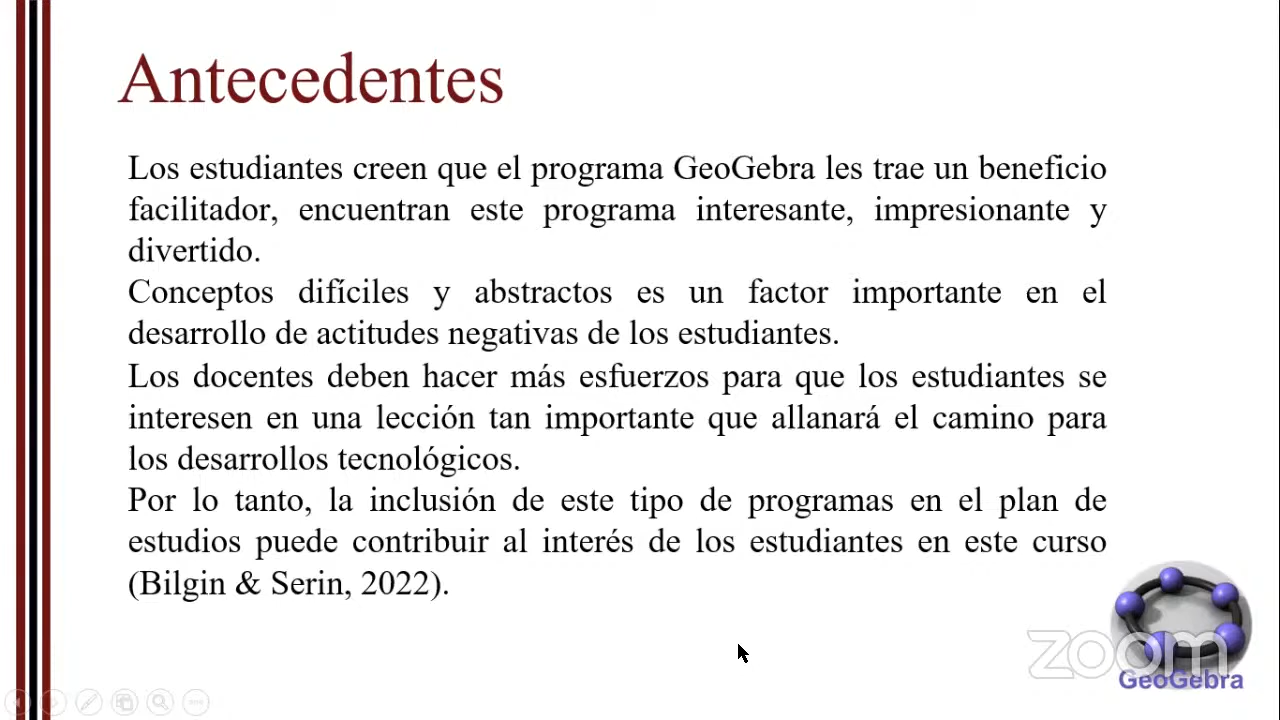 Antecedentes
Los estudiantes creen que el programa GeoGebra les trae un beneficio
facilitador, encuentran este programa interesante, impresionante y
divertido.
Conceptos difíciles y abstractos es un factor importante en el
desarrollo de actitudes negativas de los estudiantes.
Los docentes deben hacer más esfuerzos para que los estudiantes se
interesen en una lección tan importante que allanará el camino para
los desarrollos tecnológicos.
Por lo tanto, la inclusión de este tipo de programas en el plan de
estudios puede contribuir al interés de los estudiantes en este curso
(Bilgin & Serin, 2022).
zoom
GeoGebra